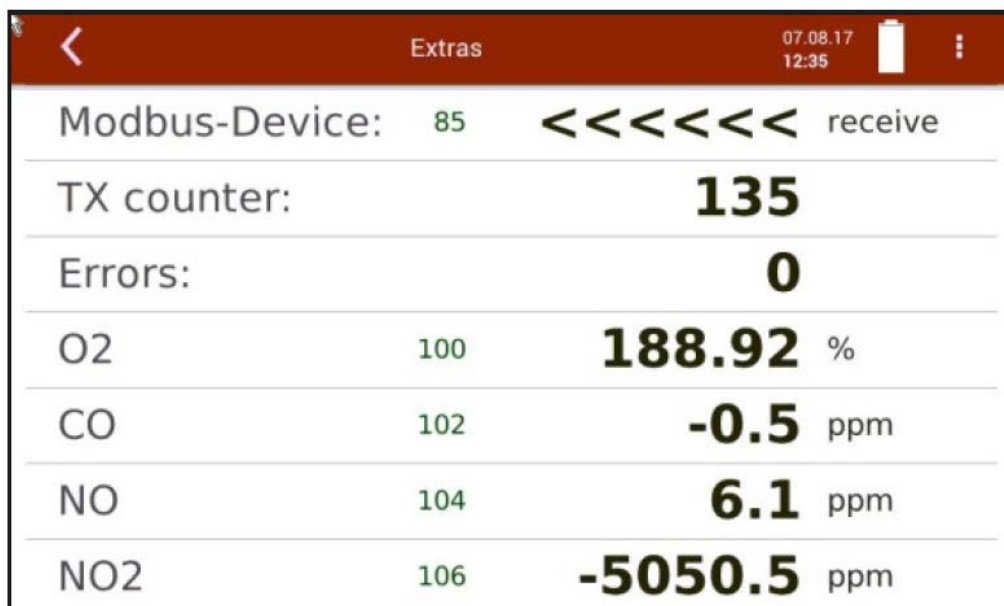 Extras
07.08.17
12:35
Modbus-Device: 85 <<<<<< receive
TX counter: 135
Errors: 0
O2 100 188.92 %
CO 102 -0.5 ppm
NO 104 6.1 ppm
NO2 106 -5050.5 ppm